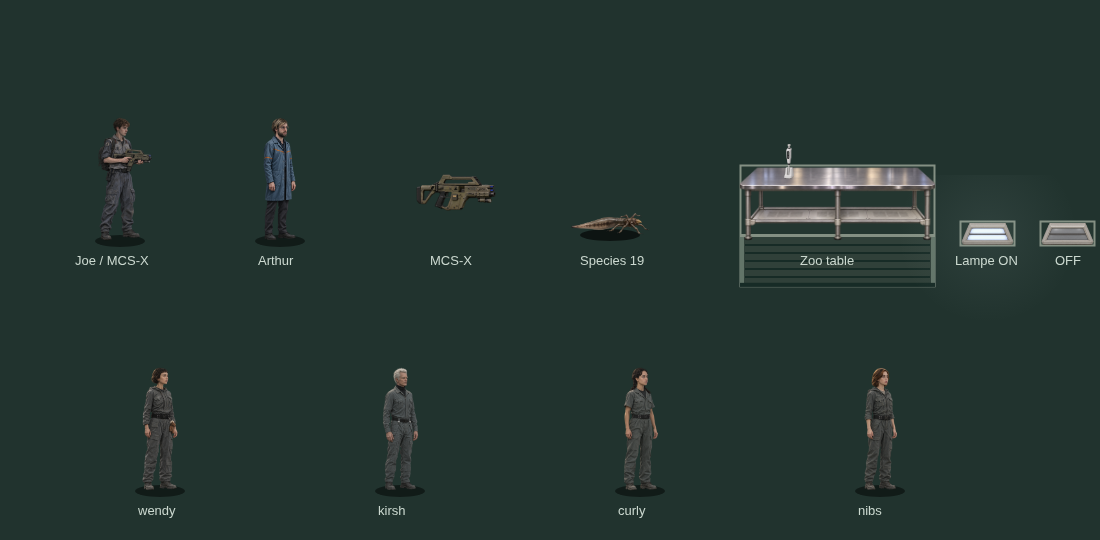 Joe / MCS-X
Arthur
MCS-X
Species 19
Zoo table
Lampe ON
OFF
wendy
kirsh
curly
nibs